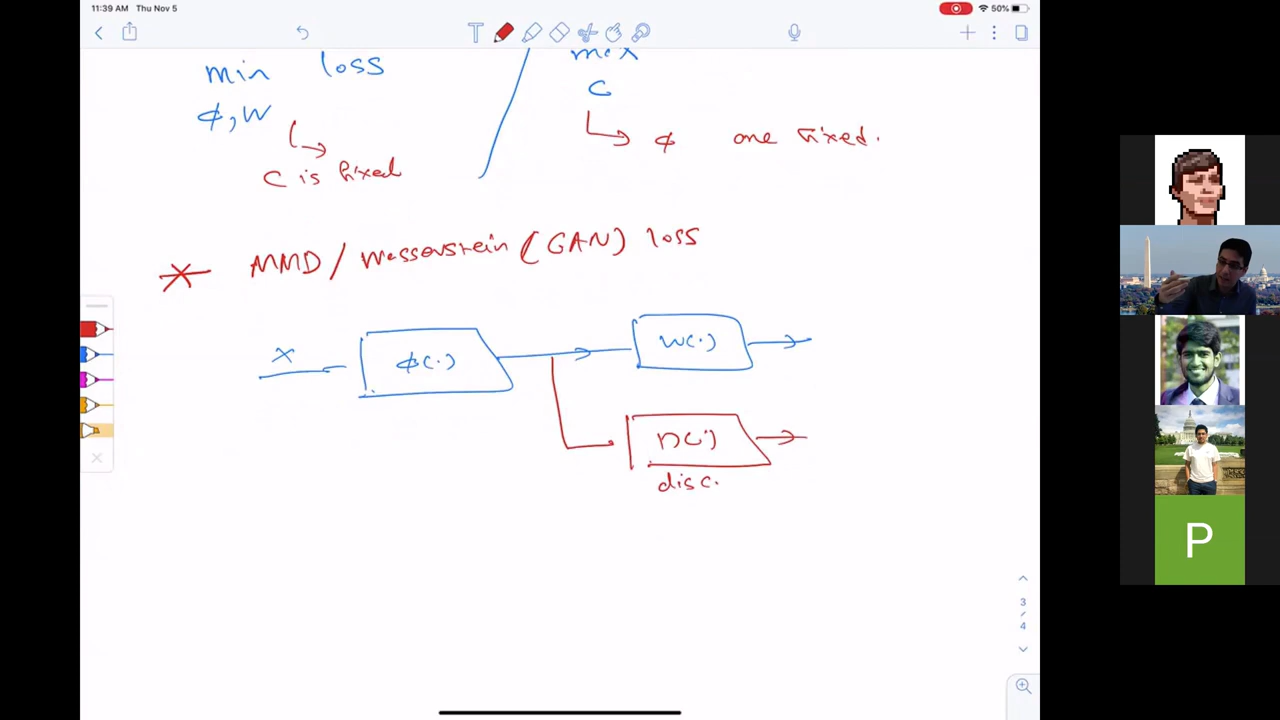 11:39 AM Thu Nov 5
50%
T
min loss
ϕ,W
C is fixed
max
C
ϕ one fixed.
MMD / Wasserstein (GAN) loss
X
ϕ(·)
W(·)
D(·)
disc.
P
3
/
4